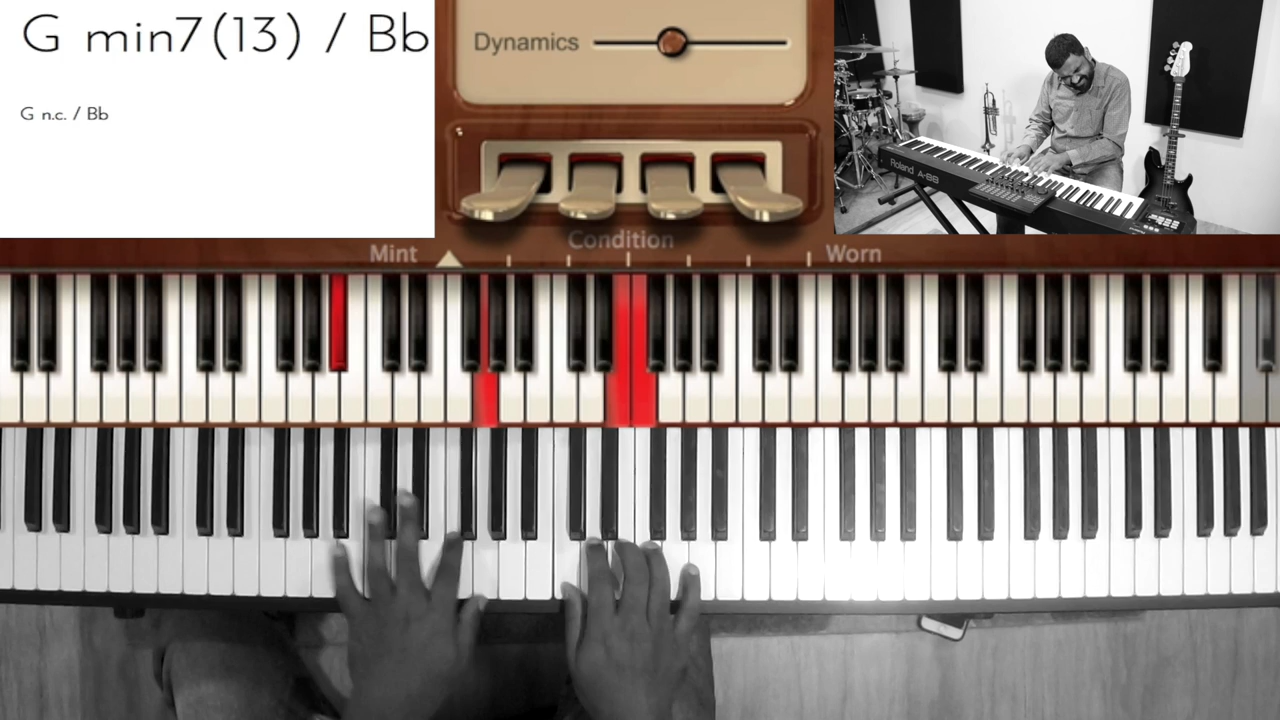 G min7(13) / Bb
G n.c. / Bb
Dynamics
Mint
Condition
Worn
Roland A-88